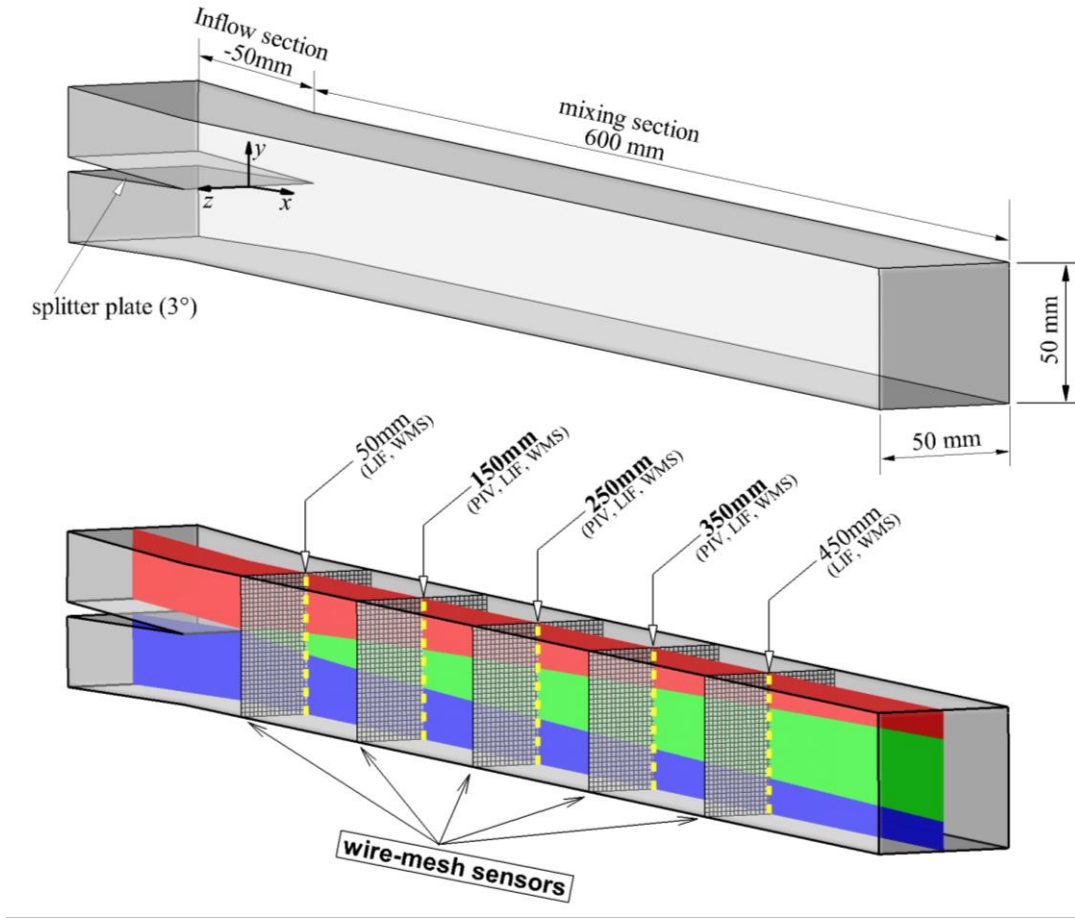 Inflow section
-50mm
mixing section
600 mm
y
z
x
splitter plate (3°)
50 mm
50 mm
50mm
(LIF, WMS)
150mm
(PIV, LIF, WMS)
250mm
(PIV, LIF, WMS)
350mm
(PIV, LIF, WMS)
450mm
(LIF, WMS)
wire-mesh sensors